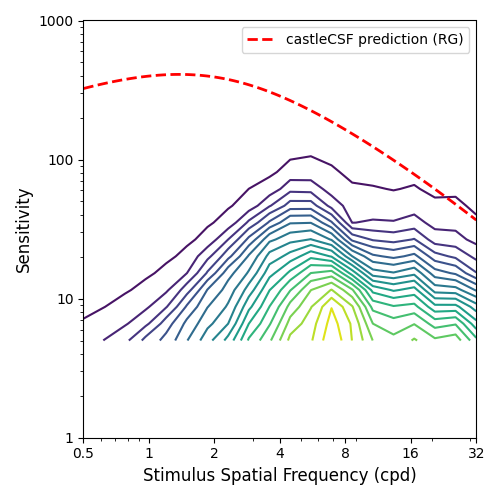 castleCSF prediction (RG)
Sensitivity
1000
100
10
1
0.5 1 2 4 8 16 32
Stimulus Spatial Frequency (cpd)